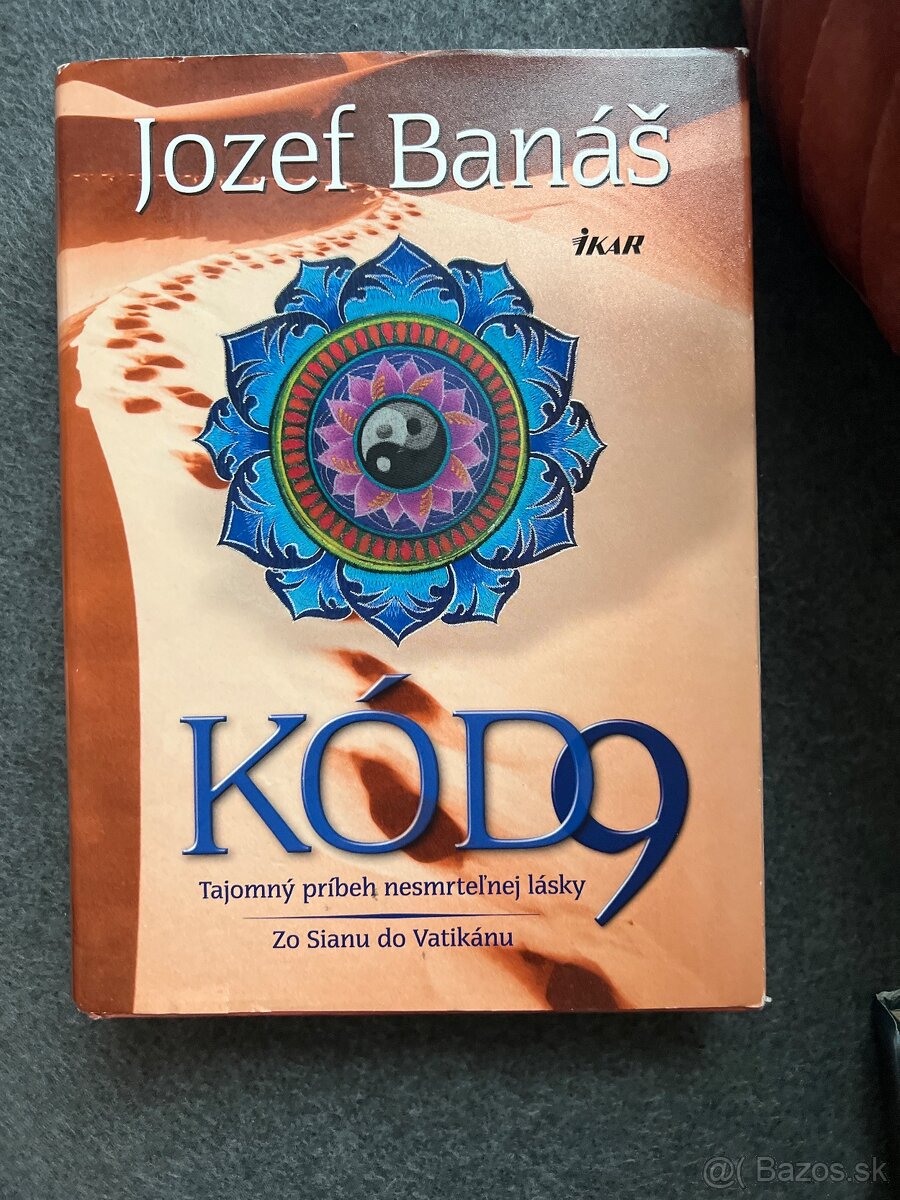 Jozef Banáš
IKAR
KÓD9
Tajomný príbeh nesmrteľnej lásky
Zo Sianu do Vatikánu
@( Bazos.sk